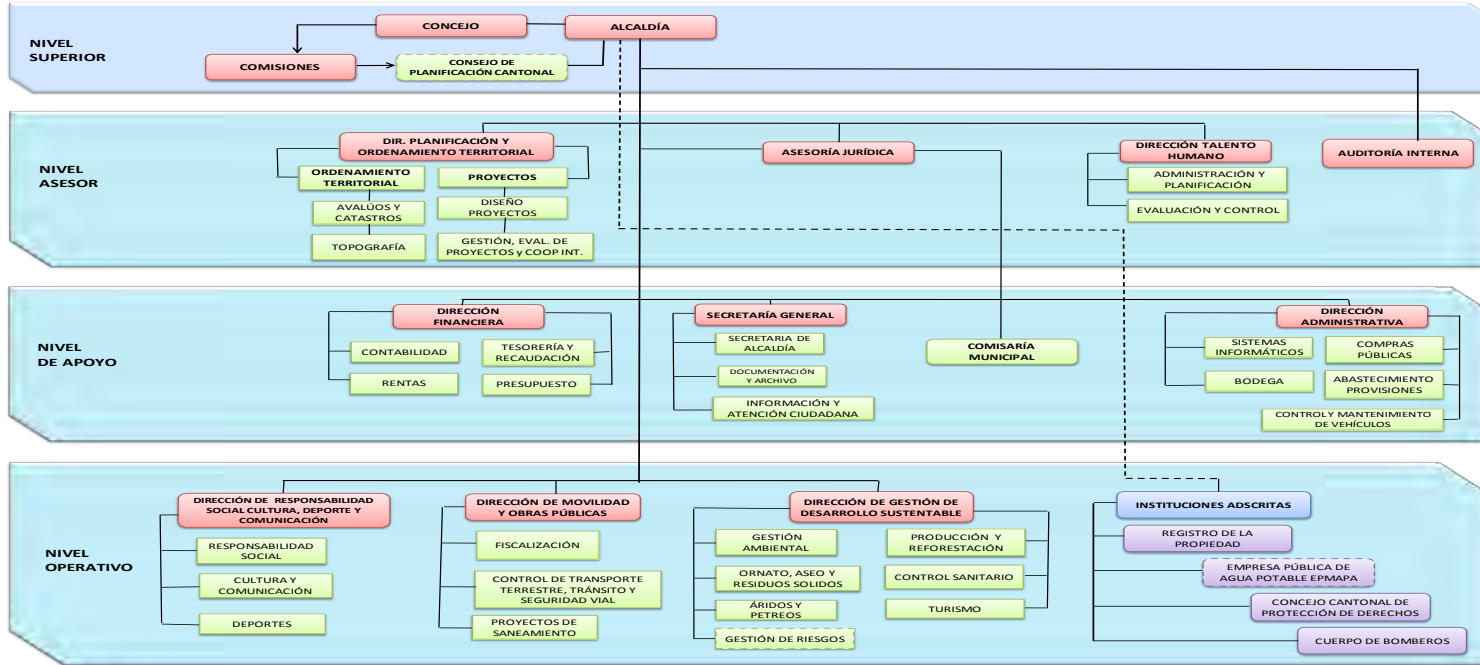 NIVEL
SUPERIOR
CONCEJO
ALCALDÍA
COMISIONES
CONSEJO DE
PLANIFICACIÓN CANTONAL
NIVEL
ASESOR
DIR. PLANIFICACIÓN Y
ORDENAMIENTO TERRITORIAL
ORDENAMIENTO
TERRITORIAL
AVALÚOS Y
CATASTROS
TOPOGRAFÍA
PROYECTOS
DISEÑO
PROYECTOS
GESTIÓN, EVAL. DE
PROYECTOS y COOP INT.
ASESORÍA JURÍDICA
DIRECCIÓN TALENTO
HUMANO
ADMINISTRACIÓN Y
PLANIFICACIÓN
EVALUACIÓN Y CONTROL
AUDITORÍA INTERNA
NIVEL
DE APOYO
DIRECCIÓN
FINANCIERA
CONTABILIDAD
RENTAS
TESORERÍA Y
RECAUDACIÓN
PRESUPUESTO
SECRETARÍA GENERAL
SECRETARIA DE
ALCALDÍA
DOCUMENTACIÓN
Y ARCHIVO
INFORMACIÓN Y
ATENCIÓN CIUDADANA
COMISARÍA
MUNICIPAL
DIRECCIÓN
ADMINISTRATIVA
SISTEMAS
INFORMÁTICOS
BODEGA
COMPRAS
PÚBLICAS
ABASTECIMIENTO
PROVISIONES
CONTROL Y MANTENIMIENTO
DE VEHÍCULOS
NIVEL
OPERATIVO
DIRECCIÓN DE RESPONSABILIDAD
SOCIAL CULTURA, DEPORTE Y
COMUNICACIÓN
RESPONSABILIDAD
SOCIAL
CULTURA Y
COMUNICACIÓN
DEPORTES
DIRECCIÓN DE MOVILIDAD
Y OBRAS PÚBLICAS
FISCALIZACIÓN
CONTROL DE TRANSPORTE
TERRESTRE, TRÁNSITO Y
SEGURIDAD VIAL
PROYECTOS DE
SANEAMIENTO
DIRECCIÓN DE GESTIÓN DE
DESARROLLO SUSTENTABLE
GESTIÓN
AMBIENTAL
ORNATO, ASEO Y
RESIDUOS SOLIDOS
ÁRIDOS Y
PETREOS
GESTIÓN DE RIESGOS
PRODUCCIÓN Y
REFORESTACIÓN
CONTROL SANITARIO
TURISMO
INSTITUCIONES ADSCRITAS
REGISTRO DE LA
PROPIEDAD
EMPRESA PÚBLICA DE
AGUA POTABLE EPMAPA
CONCEJO CANTONAL DE
PROTECCIÓN DE DERECHOS
CUERPO DE BOMBEROS